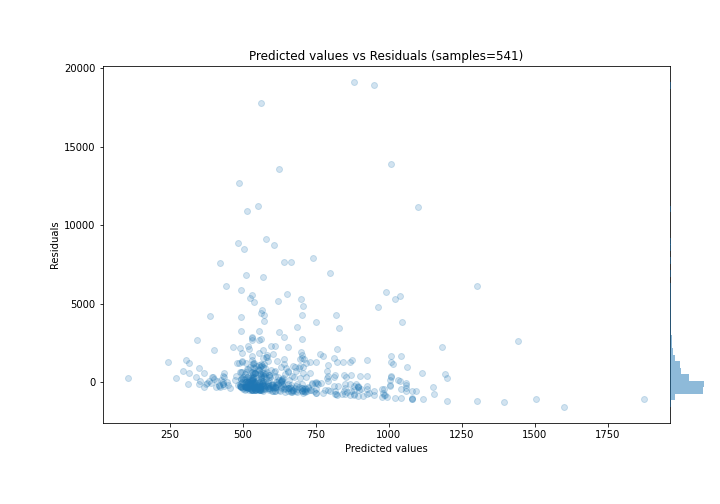 Predicted values vs Residuals (samples=541)
20000
15000
10000
5000
0
Residuals
250 500 750 1000 1250 1500 1750
Predicted values